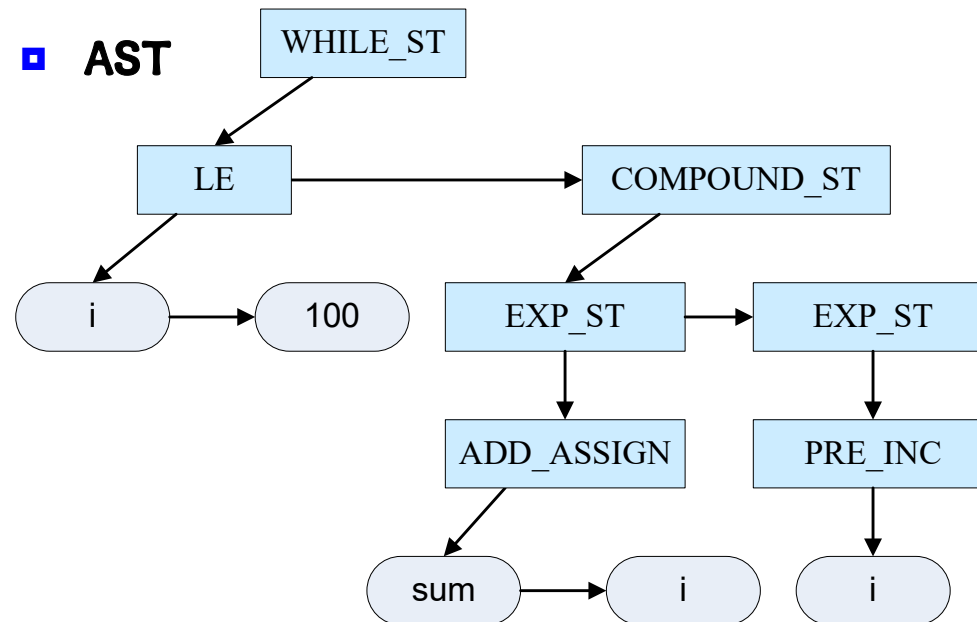 AST
WHILE_ST
LE
COMPOUND_ST
i
100
EXP_ST
EXP_ST
ADD_ASSIGN
PRE_INC
sum
i
i